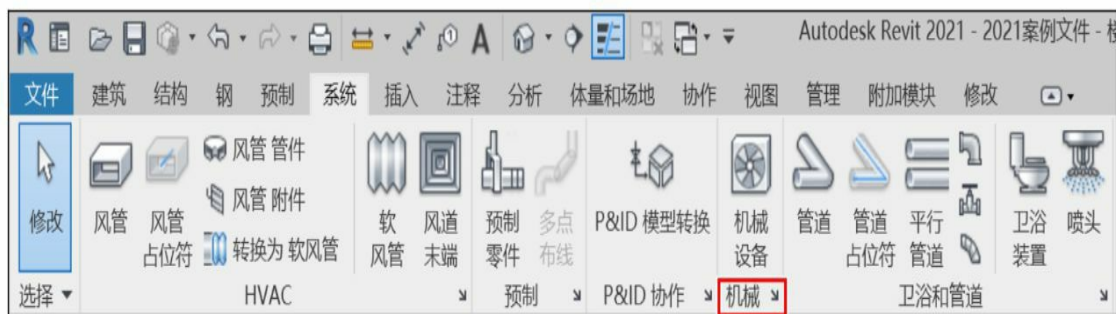 Autodesk Revit 2021 - 2021案例文件 -
文件 建筑 结构 钢 预制 系统 插入 注释 分析 体量和场地 协作 视图 管理 附加模块 修改
修改
风管
风管
占位符
风管 管件
风管 附件
转换为 软风管
软
风管
风道
末端
预制
零件
多点
布线
P&ID 模型转换
机械
设备
管道
管道
占位符
平行
管道
卫浴
装置
喷头
选择 HVAC 预制 P&ID 协作 机械 卫浴和管道